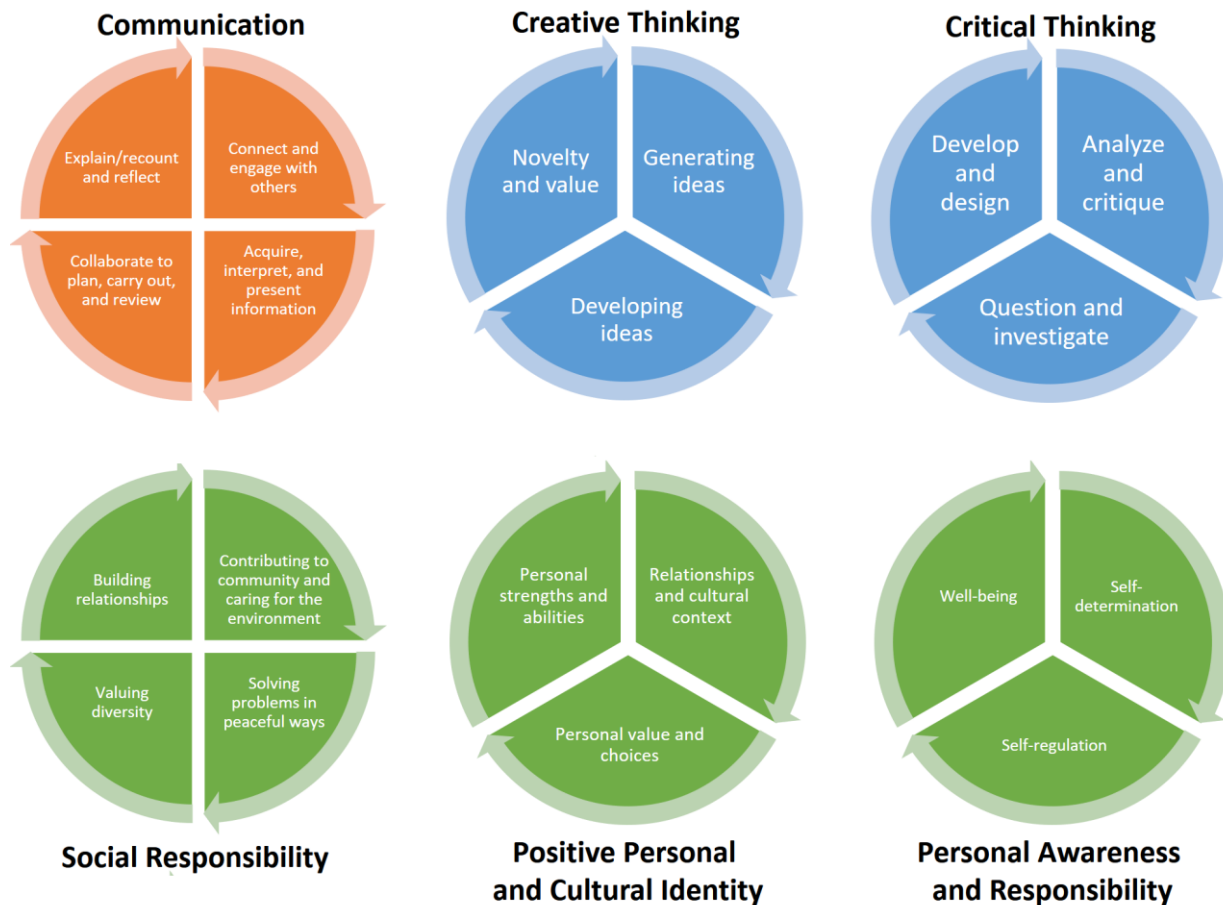 Communication
Explain/recount
and reflect
Connect and
engage with
others
Acquire,
interpret, and
present
information
Collaborate to
plan, carry out,
and review
Creative Thinking
Novelty
and value
Generating
ideas
Developing
ideas
Critical Thinking
Develop
and
design
Analyze
and
critique
Question and
investigate
Building
relationships
Contributing to
community and
caring for the
environment
Solving
problems in
peaceful ways
Valuing
diversity
Social Responsibility
Personal
strengths and
abilities
Relationships
and cultural
context
Personal value and
choices
Positive Personal
and Cultural Identity
Well-being
Self-
determination
Self-regulation
Personal Awareness
and Responsibility